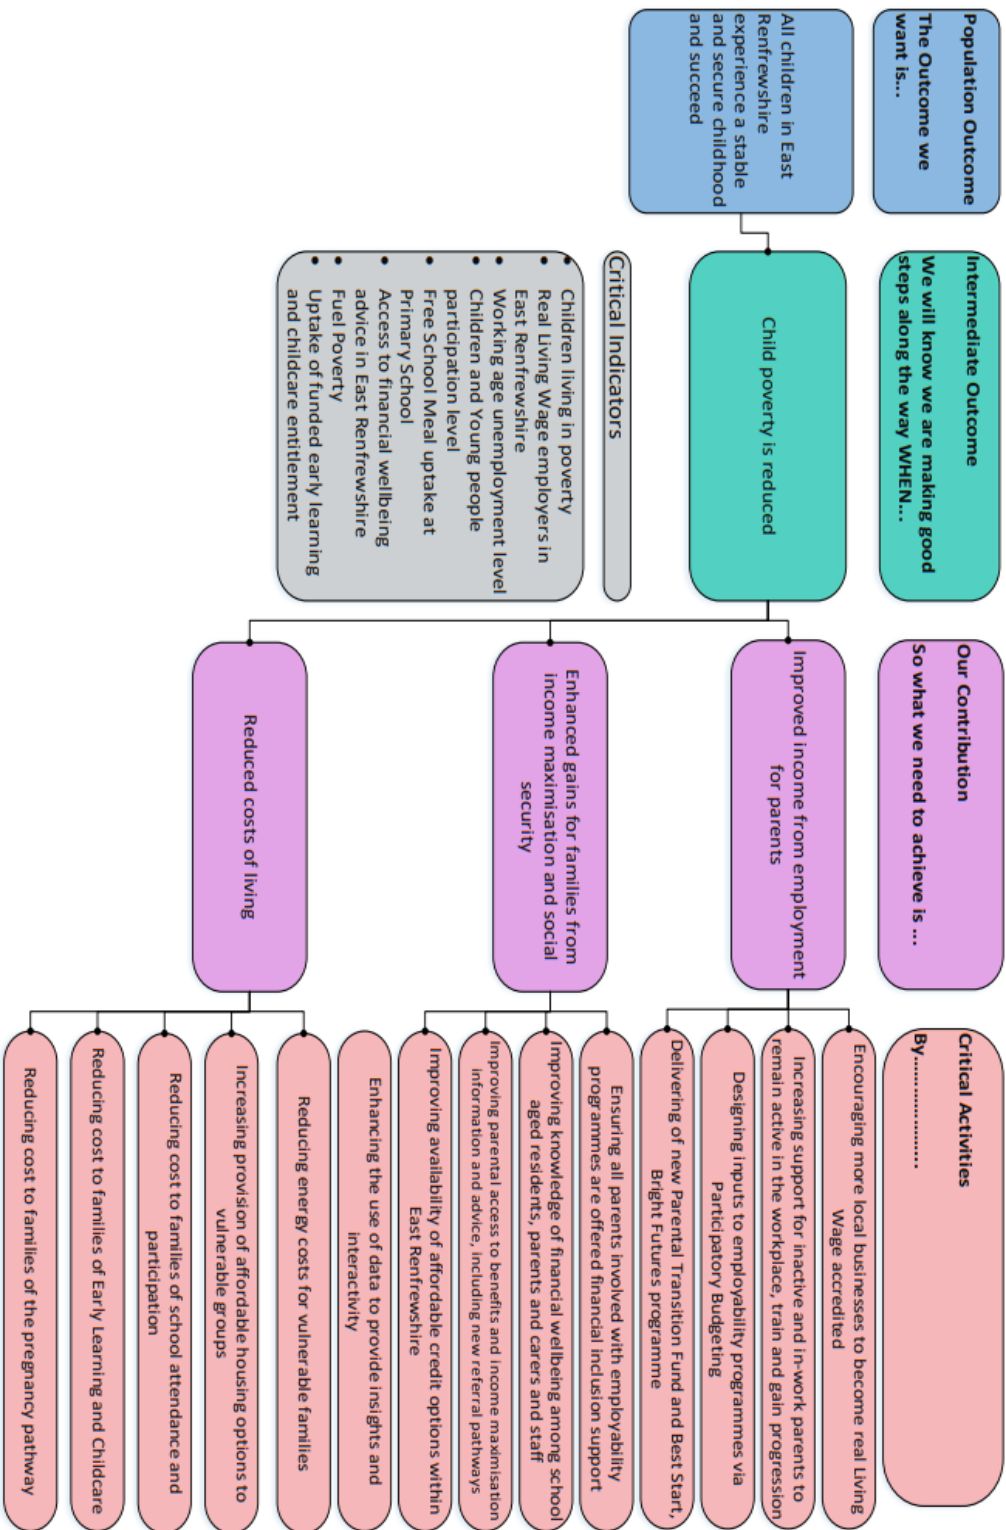 Population Outcome
The Outcome we
want is...
All children in East
Renfrewshire
experience a stable
and secure childhood
and succeed
Intermediate Outcome
We will know we are making good
steps along the way WHEN...
Child poverty is reduced
Critical Indicators
• Children living in poverty
• Real Living Wage employers in
East Renfrewshire
• Working age unemployment level
• Children and Young people
participation level
• Free School Meal uptake at
Primary School
• Access to financial wellbeing
advice in East Renfrewshire
• Fuel Poverty
• Uptake of funded early learning
and childcare entitlement
Our Contribution
So what we need to achieve is ...
Improved income from employment
for parents
Enhanced gains for families from
income maximisation and social
security
Reduced costs of living
Critical Activities
By....................
Encouraging more local businesses to become real Living
Wage accredited
Increasing support for inactive and in-work parents to
remain active in the workplace, train and gain progression
Designing inputs to employability programmes via
Participatory Budgeting
Delivering of new Parental Transition Fund and Best Start,
Bright Futures programme
Ensuring all parents involved with employability
programmes are offered financial inclusion support
Improving knowledge of financial wellbeing among school
aged residents, parents and carers and staff
Improving parental access to benefits and income maximisation
information and advice, including new referral pathways
Improving availability of affordable credit options within
East Renfrewshire
Enhancing the use of data to provide insights and
interactivity
Reducing energy costs for vulnerable families
Increasing provision of affordable housing options to
vulnerable groups
Reducing cost to families of school attendance and
participation
Reducing cost to families of Early Learning and Childcare
Reducing cost to families of the pregnancy pathway